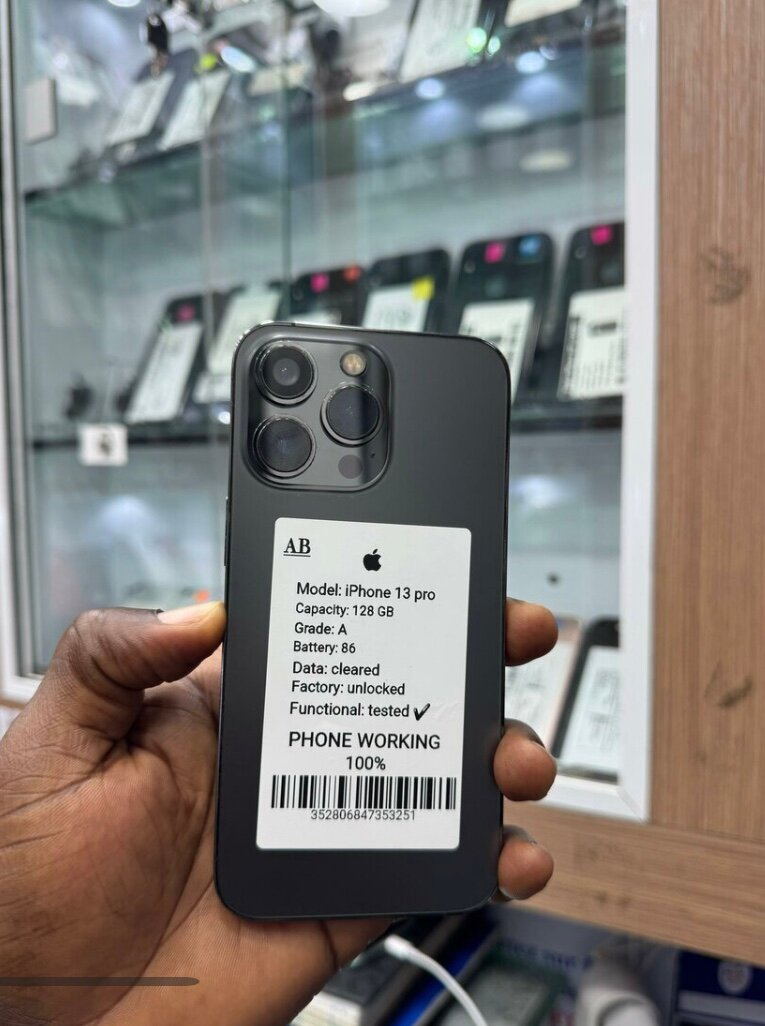 AB
Model: iPhone 13 pro
Capacity: 128 GB
Grade: A
Battery: 86
Data: cleared
Factory: unlocked
Functional: tested ✔
PHONE WORKING
100%
352806847353251